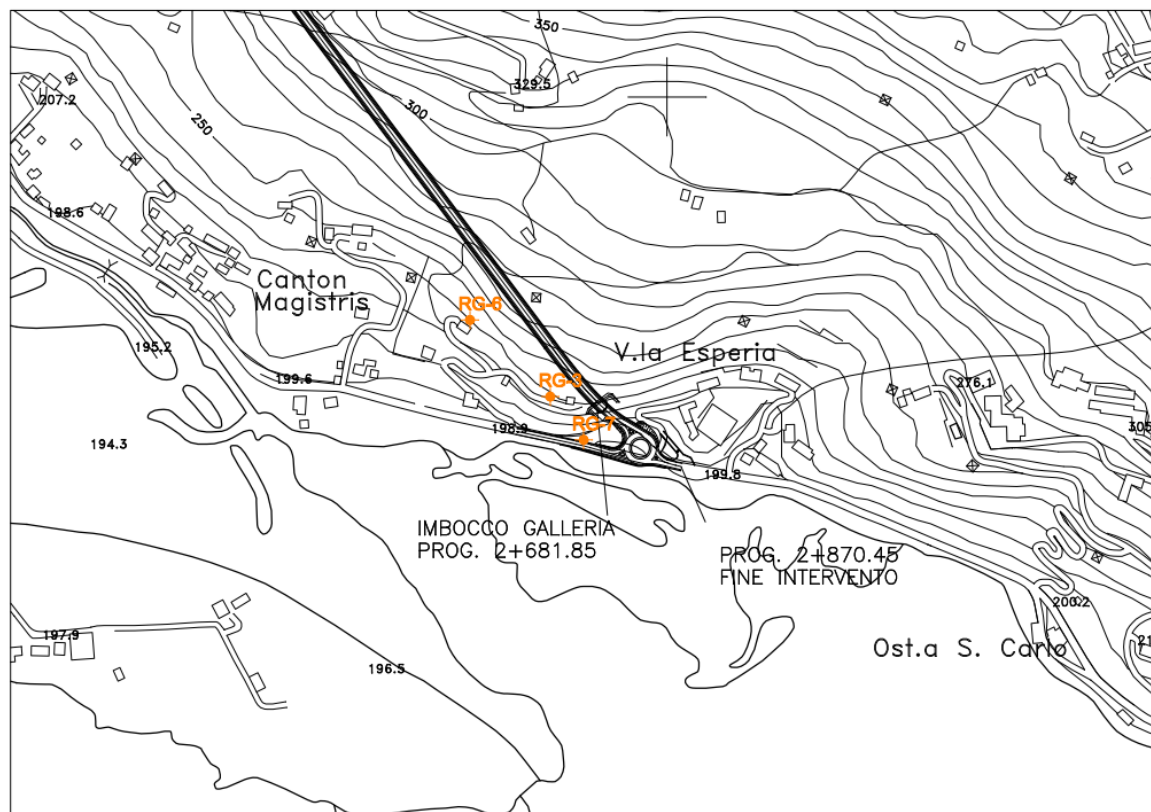 350
329.5
207.2
300
250
198.6
Canton
Magistris
RG-6
195.2
V.la Esperia
199.6
RG-3
276.1
RG-7
198.9
305
194.3
199.8
IMBOCCO GALLERIA
PROG. 2+681.85
PROG. 2+870.45
FINE INTERVENTO
200.2
197.9
Ost.a S. Carlo
21
196.5